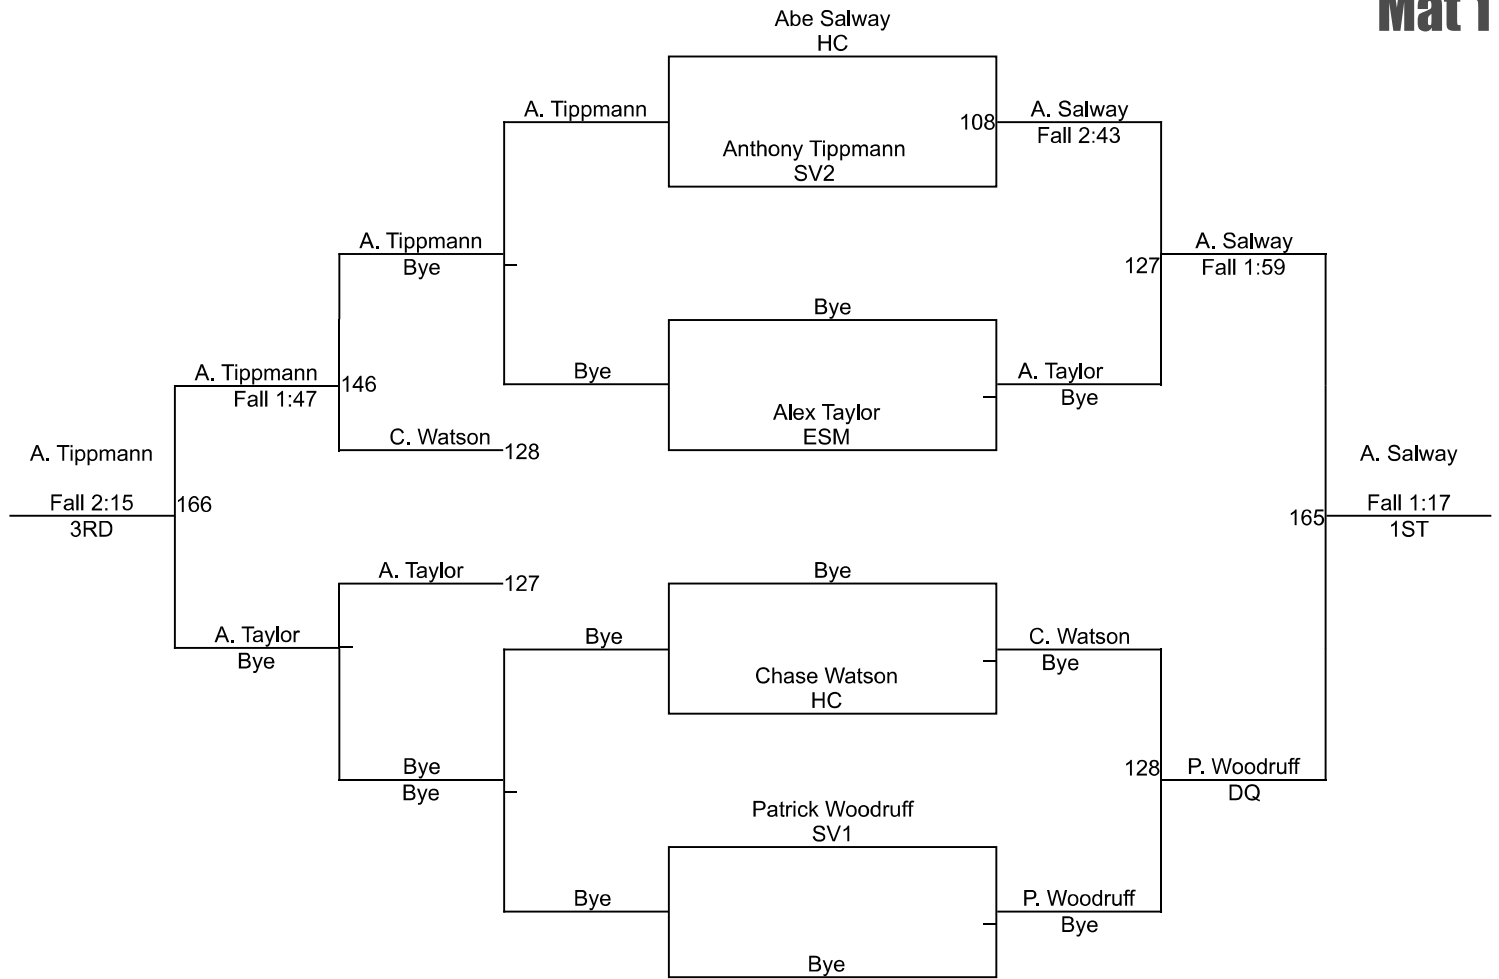 Mat 1
Abe Salway
HC
A. Tippmann
108
A. Salway
Fall 2:43
Anthony Tippmann
SV2
A. Tippmann
Bye
127
A. Salway
Fall 1:59
Bye
A. Tippmann
Fall 1:47
146
Bye
A. Taylor
Bye
Alex Taylor
ESM
C. Watson
128
A. Tippmann
Fall 2:15
3RD
166
A. Salway
Fall 1:17
1ST
165
A. Taylor
127
Bye
A. Taylor
Bye
Bye
C. Watson
Bye
Chase Watson
HC
Bye
Bye
128
P. Woodruff
DQ
Patrick Woodruff
SV1
Bye
P. Woodruff
Bye
Bye